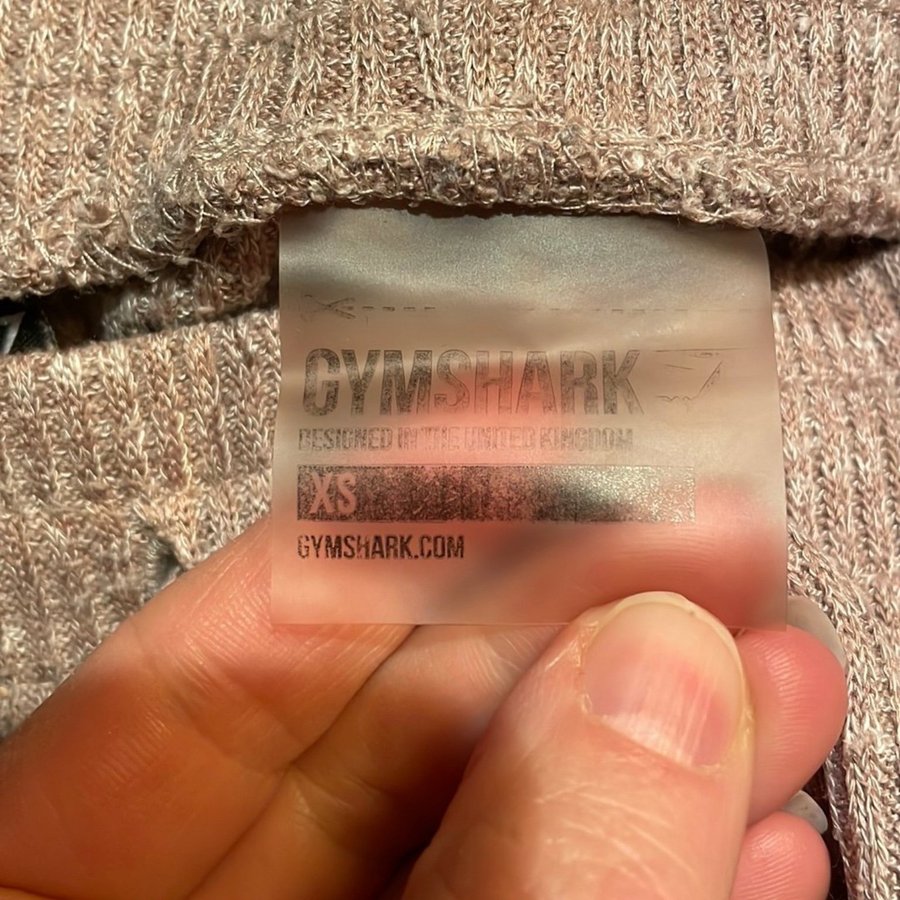 GYMSHARK
DESIGNED IN THE UNITED KINGDOM
XS
GYMSHARK.COM